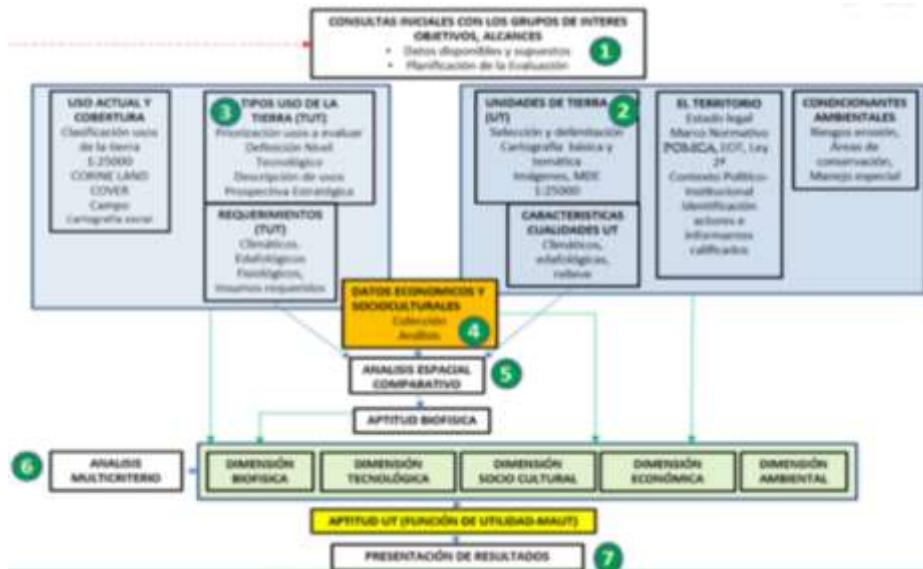 CONSULTAS INICIALES CON LOS GRUPOS DE INTERES
OBJETIVOS, ALCANCES
• Datos disponibles y supuestos
• Planificación de la Evaluación
1
USO ACTUAL Y
COBERTURA
Clasificación usos
de la tierra
1:25000
CORINE LAND
COVER
Campo
cartografía social
3
TIPOS USO DE LA
TIERRA (TUT)
Priorización usos a evaluar
Definición Nivel
Tecnológico
Descripción de usos
Prospectiva Estratégica
REQUERIMIENTOS
(TUT)
Climáticos.
Edafológicos
Fisiológicos,
Insumos requeridos
UNIDADES DE TIERRA
(UT)
2
Selección y delimitación
Cartografía básica y
temática
Imágenes, MDE
1:25000
CARACTERISTICAS
CUALIDADES UT
Climáticos,
edafológicas,
relieve
EL TERRITORIO
Estado legal
Marco Normativo
POMCA, EOT, Ley
2ª
Contexto Político-
Institucional
Identificación
actores e
informantes
calificados
CONDICIONANTES
AMBIENTALES
Riesgos erosión,
Áreas de
conservación,
Manejo especial
DATOS ECONOMICOS Y
SOCIOCULTURALES
Colección
Análisis
4
ANALISIS ESPACIAL
COMPARATIVO
5
APTITUD BIOFISICA
6
ANALISIS
MULTICRITERIO
DIMENSIÓN
BIOFISICA
DIMENSIÓN
TECNOLÓGICA
DIMENSIÓN
SOCIO CULTURAL
DIMENSIÓN
ECONÓMICA
DIMENSIÓN
AMBIENTAL
APTITUD UT (FUNCIÓN DE UTILIDAD-MAUT)
PRESENTACIÓN DE RESULTADOS
7